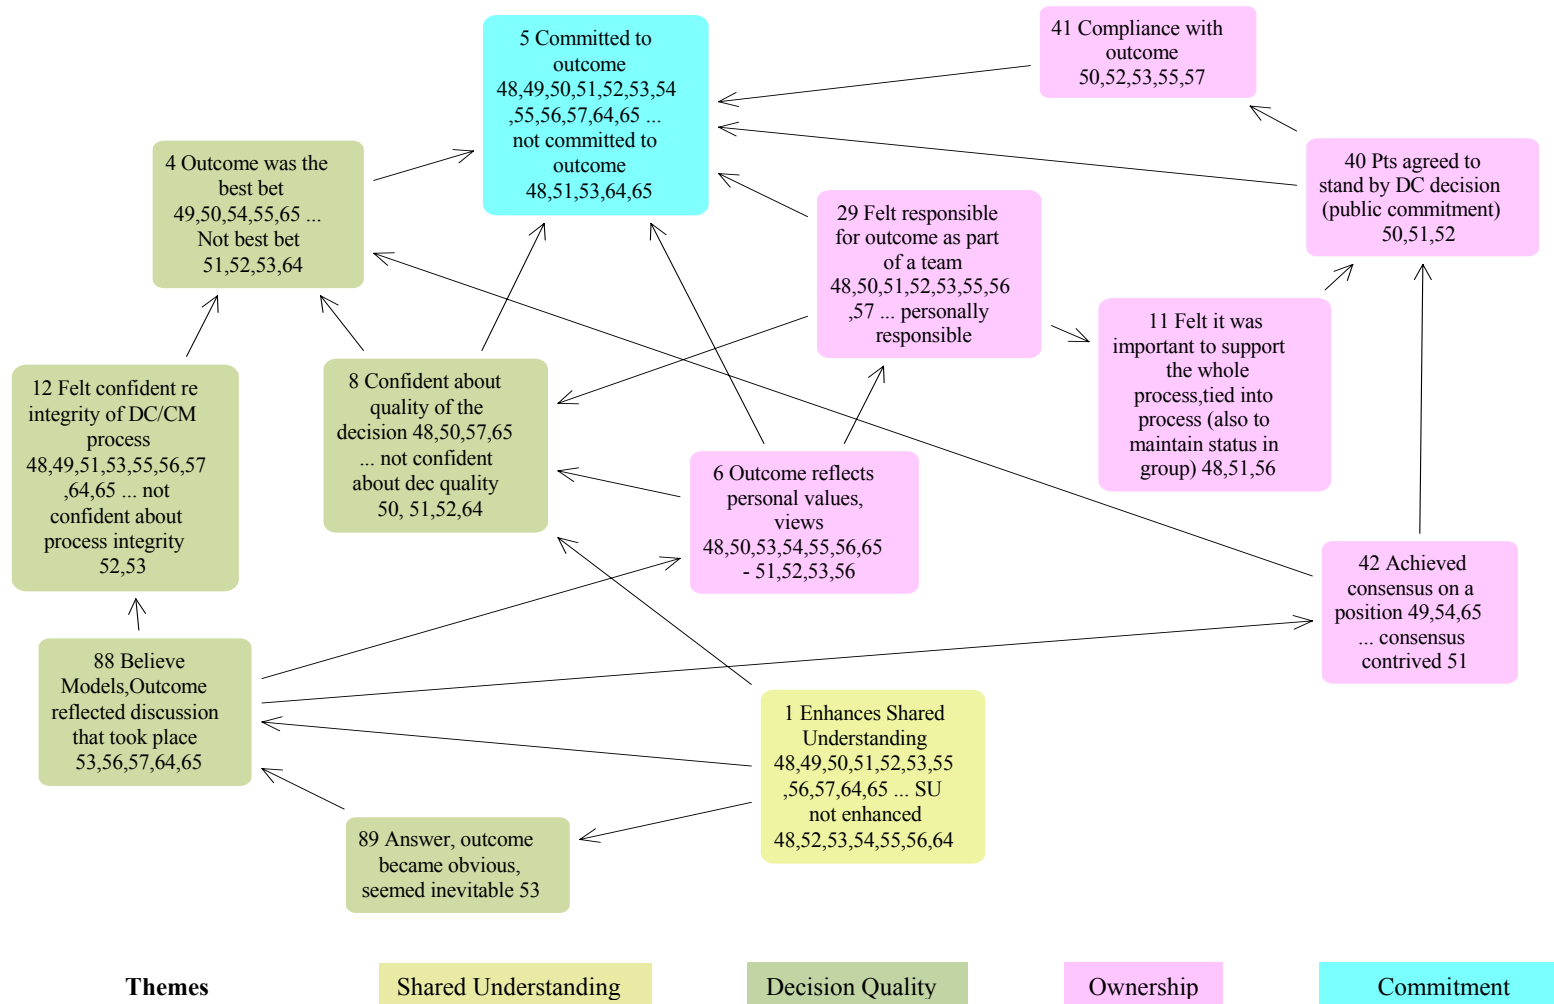 5 Committed to
outcome
48,49,50,51,52,53,54
,55,56,57,64,65 ...
not committed to
outcome
48,51,53,64,65
41 Compliance with
outcome
50,52,53,55,57
4 Outcome was the
best bet
49,50,54,55,65 ...
Not best bet
51,52,53,64
40 Pts agreed to
stand by DC decision
(public commitment)
50,51,52
29 Felt responsible
for outcome as part
of a team
48,50,51,52,53,55,56
,57 ... personally
responsible
11 Felt it was
important to support
the whole
process,tied into
process (also to
maintain status in
group) 48,51,56
12 Felt confident re
integrity of DC/CM
process
48,49,51,53,55,56,57
,64,65 ... not
confident about
process integrity
52,53
8 Confident about
quality of the
decision 48,50,57,65
... not confident
about dec quality
50, 51,52,64
6 Outcome reflects
personal values,
views
48,50,53,54,55,56,65
- 51,52,53,56
42 Achieved
consensus on a
position 49,54,65
... consensus
contrived 51
88 Believe
Models,Outcome
reflected discussion
that took place
53,56,57,64,65
1 Enhances Shared
Understanding
48,49,50,51,52,53,55
,56,57,64,65 ... SU
not enhanced
48,52,53,54,55,56,64
89 Answer, outcome
became obvious,
seemed inevitable 53
Themes
Shared Understanding
Decision Quality
Ownership
Commitment